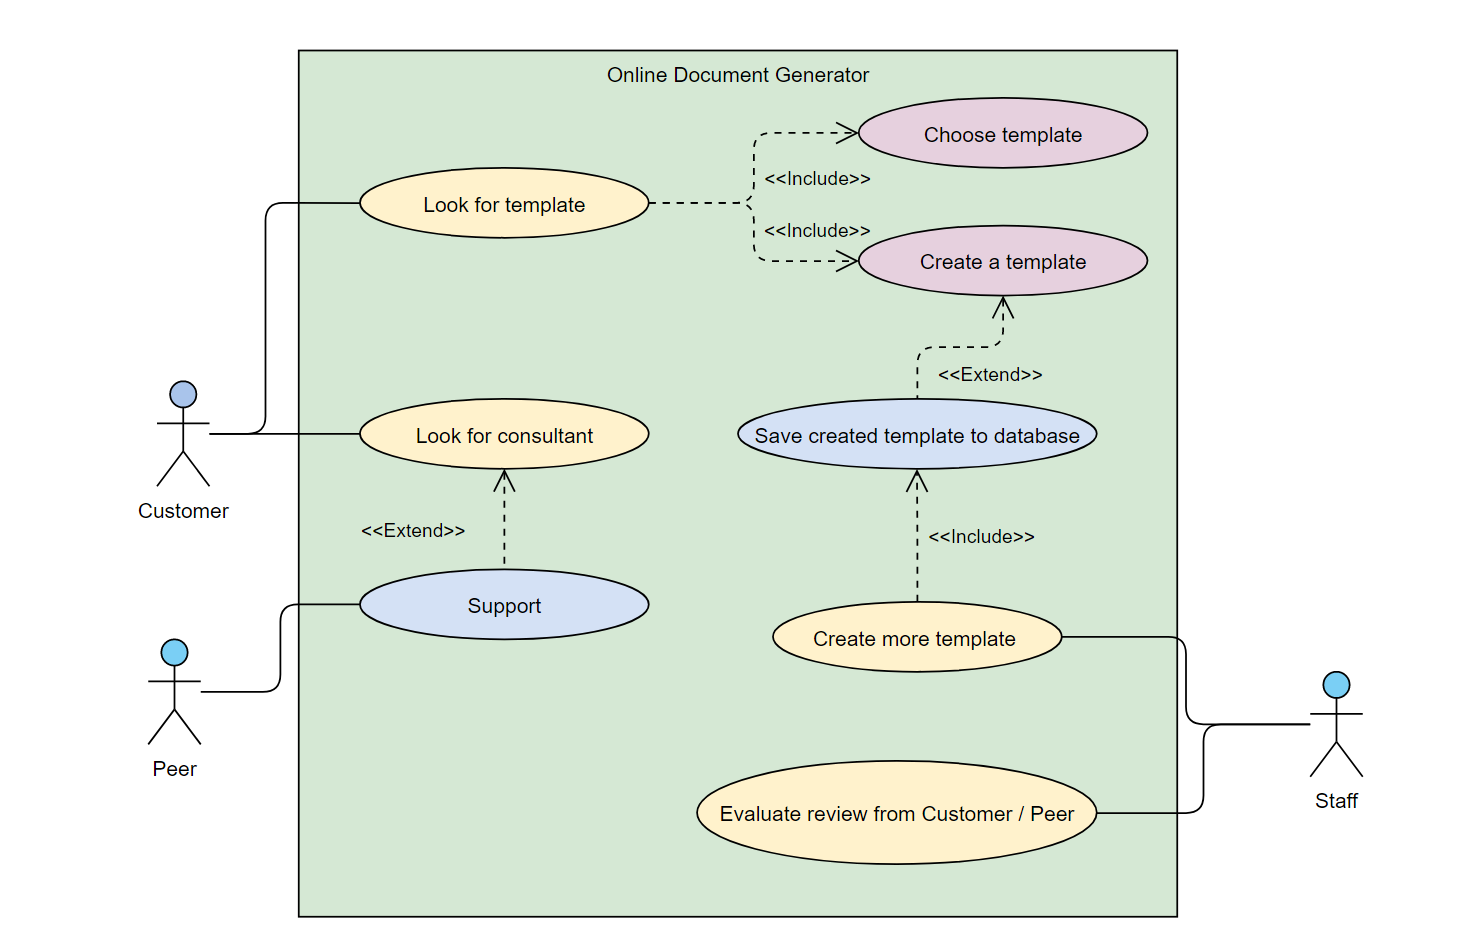 Online Document Generator
Choose template
<<Include>>
Look for template
<<Include>>
Create a template
<<Extend>>
Look for consultant
Save created template to database
Customer
<<Extend>>
<<Include>>
Support
Create more template
Peer
Staff
Evaluate review from Customer / Peer